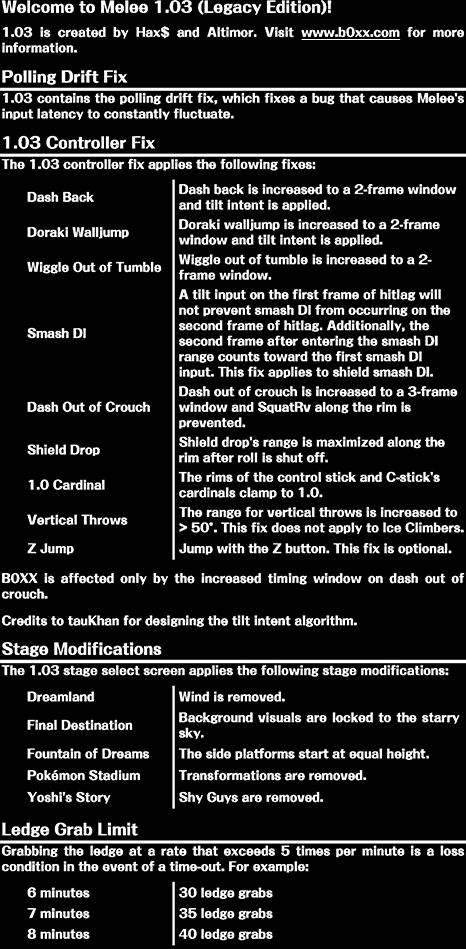 Welcome to Melee 1.03 (Legacy Edition)!
1.03 is created by Hax$ and Altimor. Visit www.b0xx.com for more
information.
Polling Drift Fix
1.03 contains the polling drift fix, which fixes a bug that causes Melee's
input latency to constantly fluctuate.
1.03 Controller Fix
The 1.03 controller fix applies the following fixes:
Dash Back
Dash back is increased to a 2-frame window
and tilt intent is applied.
Doraki Walljump
Doraki walljump is increased to a 2-frame
window and tilt intent is applied.
Wiggle Out of Tumble
Wiggle out of tumble is increased to a 2-
frame window.
Smash DI
A tilt input on the first frame of hitlag will
not prevent smash DI from occurring on the
second frame of hitlag. Additionally, the
second frame after entering the smash DI
range counts toward the first smash DI
input. This fix applies to shield smash DI.
Dash Out of Crouch
Dash out of crouch is increased to a 3-frame
window and SquatRv along the rim is
prevented.
Shield Drop
Shield drop's range is maximized along the
rim after roll is shut off.
1.0 Cardinal
The rims of the control stick and C-stick's
cardinals clamp to 1.0.
Vertical Throws
The range for vertical throws is increased to
> 50°. This fix does not apply to Ice Climbers.
Z Jump
Jump with the Z button. This fix is optional.
B0XX is affected only by the increased timing window on dash out of
crouch.
Credits to tauKhan for designing the tilt intent algorithm.
Stage Modifications
The 1.03 stage select screen applies the following stage modifications:
Dreamland
Wind is removed.
Final Destination
Background visuals are locked to the starry
sky.
Fountain of Dreams
The side platforms start at equal height.
Pokémon Stadium
Transformations are removed.
Yoshi's Story
Shy Guys are removed.
Ledge Grab Limit
Grabbing the ledge at a rate that exceeds 5 times per minute is a loss
condition in the event of a time-out. For example:
6 minutes
30 ledge grabs
7 minutes
35 ledge grabs
8 minutes
40 ledge grabs